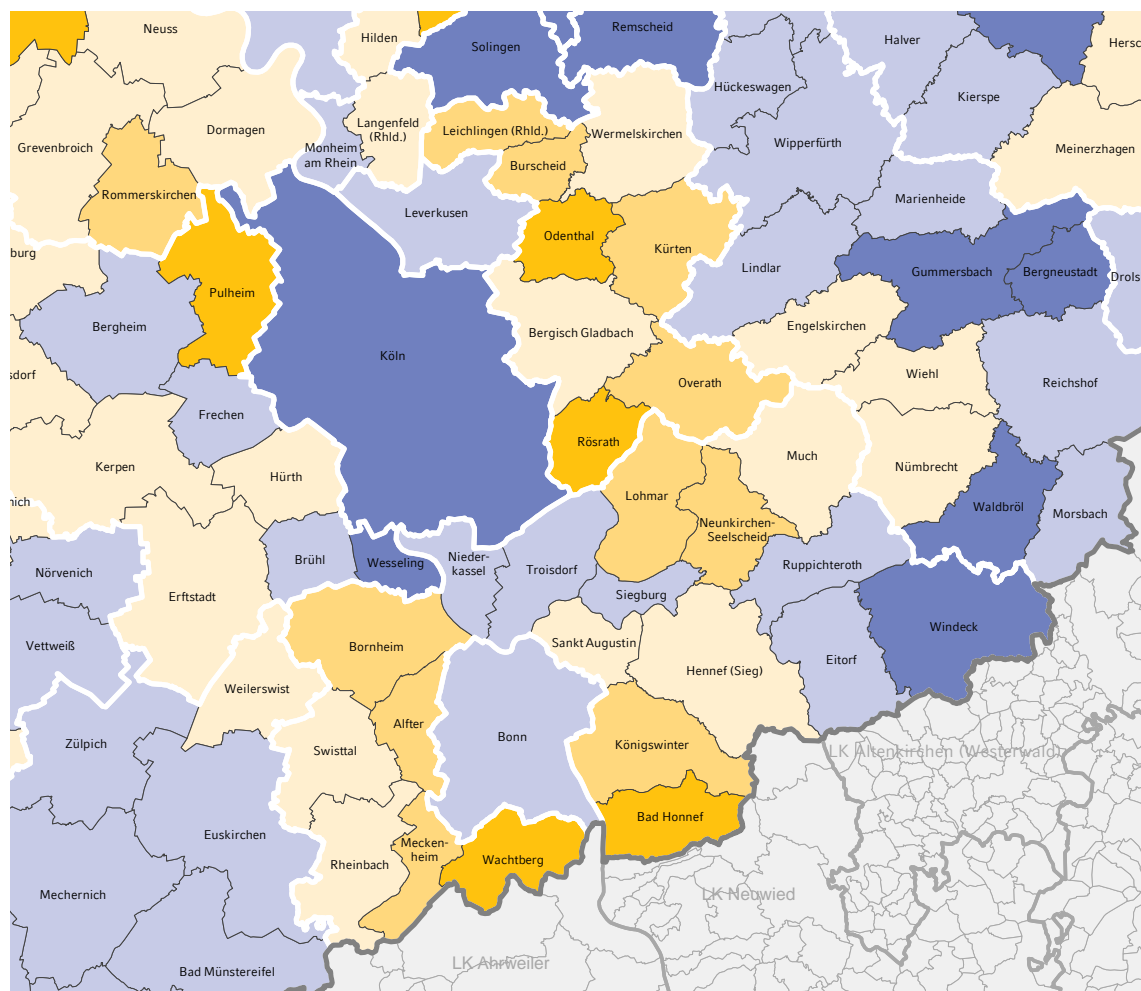 Neuss
Hilden
Solingen
Remscheid
Halver
Hersc
Hückeswagen
Kierspe
Dormagen
Langenfeld
(Rhld.)
Leichlingen (Rhld.)
Wermelskirchen
Wipperfürth
Meinerzhagen
Grevenbroich
Monheim
am Rhein
Burscheid
Rommerskirchen
Marienheide
Leverkusen
Odenthal
Kürten
burg
Lindlar
Gummersbach
Bergneustadt
Drols
Pulheim
Bergheim
Bergisch Gladbach
Engelskirchen
Köln
sdorf
Wiehl
Reichshof
Overath
Frechen
Rösrath
Much
Kerpen
Hürth
Nümbrecht
Lohmar
nich
Waldbröl
Morsbach
Neunkirchen-
Seelscheid
Nörvenich
Brühl
Wesseling
Nieder-
kassel
Troisdorf
Ruppichteroth
Erftstadt
Siegburg
Windeck
Vettweiß
Bornheim
Sankt Augustin
Hennef (Sieg)
Eitorf
Weilerswist
Alfter
Zülpich
Swisttal
Bonn
Königswinter
LK Altenkirchen (Westerwald)
Euskirchen
Bad Honnef
Mecken-
heim
Rheinbach
Wachtberg
Mechernich
LK Neuwied
LK Ahrweiler
Bad Münstereifel